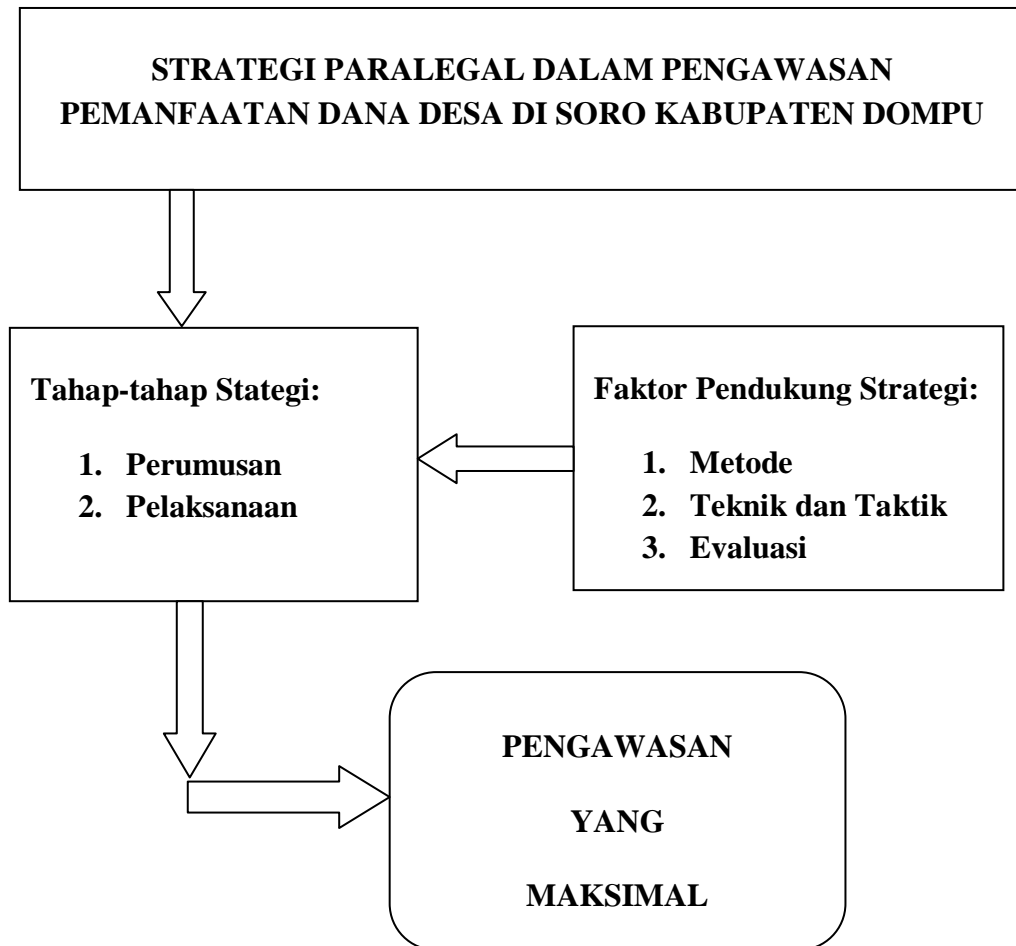 STRATEGI PARALEGAL DALAM PENGAWASAN
PEMANFAATAN DANA DESA DI SORO KABUPATEN DOMPU
Tahap-tahap Stategi:
1. Perumusan
2. Pelaksanaan
Faktor Pendukung Strategi:
1. Metode
2. Teknik dan Taktik
3. Evaluasi
PENGAWASAN
YANG
MAKSIMAL